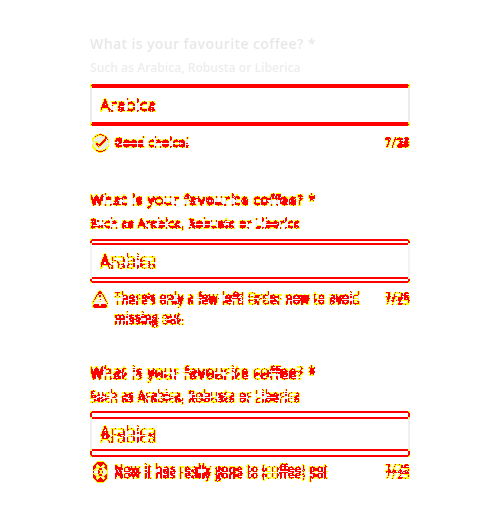 What is your favourite coffee? *
Such as Arabica, Robusta or Liberica
Arabica
Good choice!
What is your favourite coffee? *
Such as Arabica, Robusta or Liberica
Arabica
There's only a few left! Order now to avoid 7/25
missing out.
What is your favourite coffee? *
Such as Arabica, Robusta or Liberica
Arabica
Now it has really gone to (coffee) pot 7/25